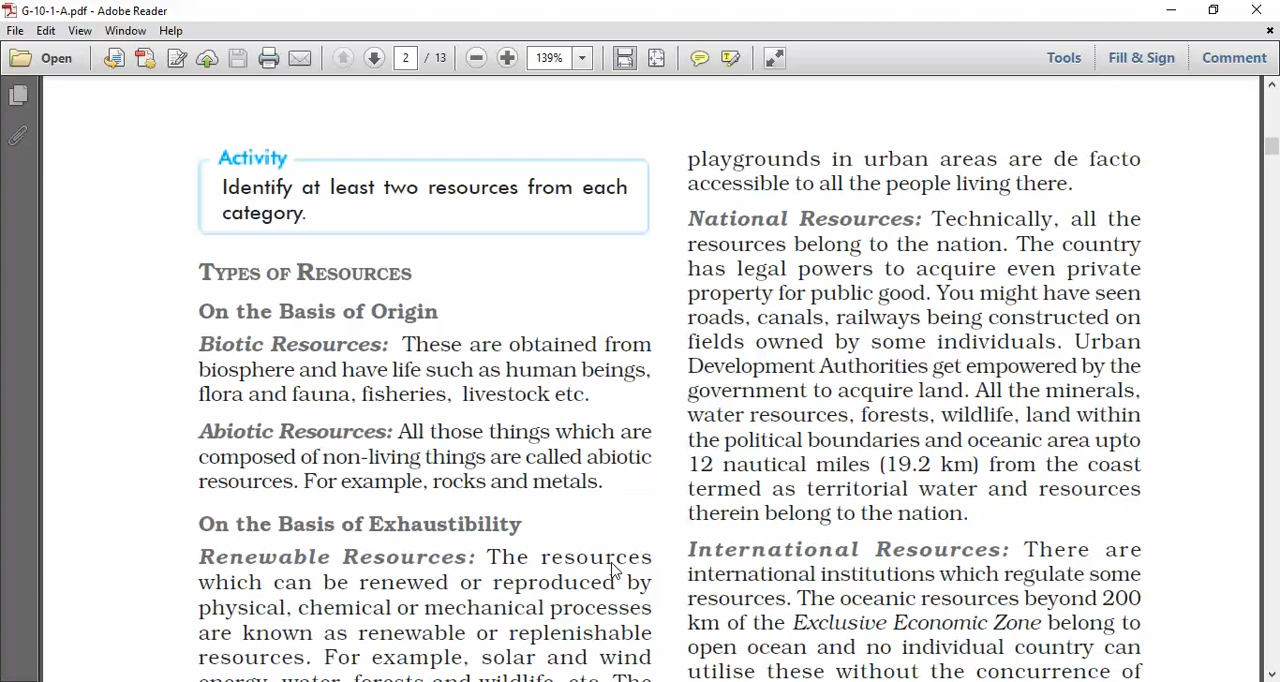 G-10-1-A.pdf - Adobe Reader
File Edit View Window Help
Open 2 / 13 139% Tools Fill & Sign Comment
Activity
Identify at least two resources from each
category.
TYPES OF RESOURCES
On the Basis of Origin
Biotic Resources: These are obtained from
biosphere and have life such as human beings,
flora and fauna, fisheries, livestock etc.
Abiotic Resources: All those things which are
composed of non-living things are called abiotic
resources. For example, rocks and metals.
On the Basis of Exhaustibility
Renewable Resources: The resources
which can be renewed or reproduced by
physical, chemical or mechanical processes
are known as renewable or replenishable
resources. For example, solar and wind
energy, water, forests and wildlife, etc. The
playgrounds in urban areas are de facto
accessible to all the people living there.
National Resources: Technically, all the
resources belong to the nation. The country
has legal powers to acquire even private
property for public good. You might have seen
roads, canals, railways being constructed on
fields owned by some individuals. Urban
Development Authorities get empowered by the
government to acquire land. All the minerals,
water resources, forests, wildlife, land within
the political boundaries and oceanic area upto
12 nautical miles (19.2 km) from the coast
termed as territorial water and resources
therein belong to the nation.
International Resources: There are
international institutions which regulate some
resources. The oceanic resources beyond 200
km of the Exclusive Economic Zone belong to
open ocean and no individual country can
utilise these without the concurrence of